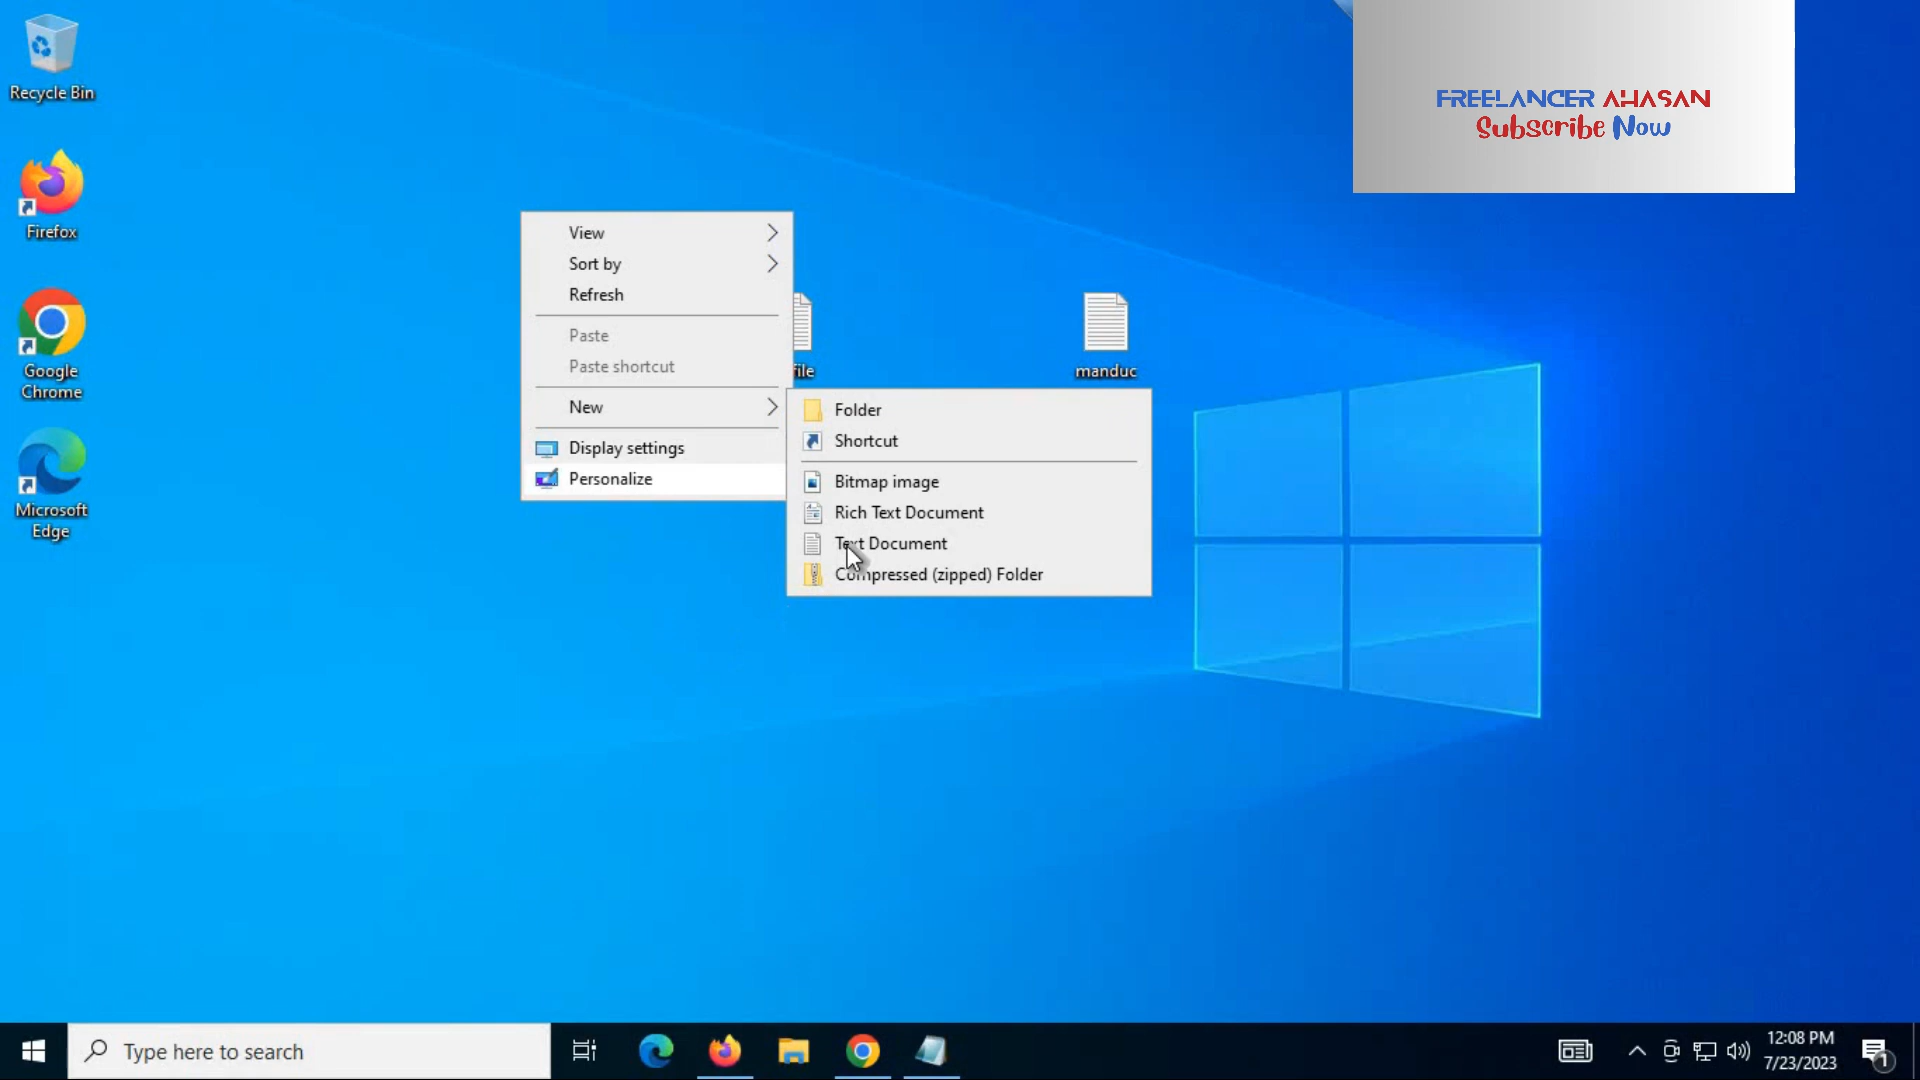 Recycle Bin
Firefox
Google
Chrome
Microsoft
Edge
FREELANCER AHASAN
Subscribe Now
View
Sort by
Refresh
Paste
Paste shortcut
New
Display settings
Personalize
file
manduc
Folder
Shortcut
Bitmap image
Rich Text Document
Text Document
Compressed (zipped) Folder
Type here to search
12:08 PM
7/23/2023
1